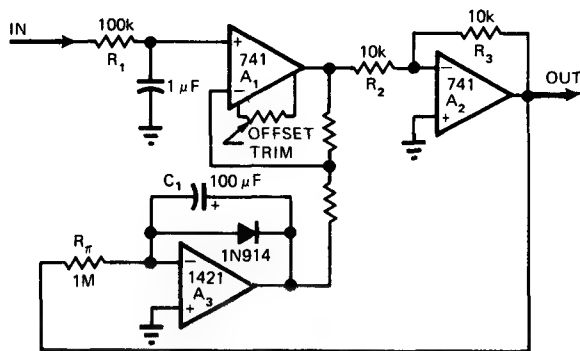 IN
100k
R1
1 μF
+
741
A1
−
OFFSET
TRIM
10k
R2
10k
R3
−
741
A2
+
OUT
C1
100 μF
+
1N914
Rπ
1M
−
1421
A3
+